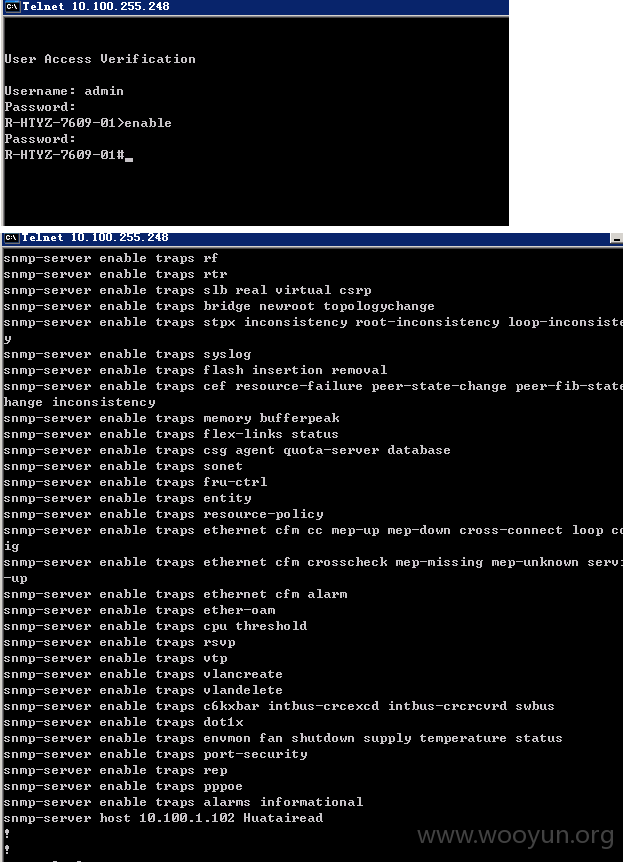 Telnet 10.100.255.248
User Access Verification
Username: admin
Password:
R-HTYZ-7609-01>enable
Password:
R-HTYZ-7609-01#
Telnet 10.100.255.248
snmp-server enable traps rf
snmp-server enable traps rtr
snmp-server enable traps slb real virtual csrp
snmp-server enable traps bridge newroot topologychange
snmp-server enable traps stpx inconsistency root-inconsistency loop-inconsiste
y
snmp-server enable traps syslog
snmp-server enable traps flash insertion removal
snmp-server enable traps cef resource-failure peer-state-change peer-fib-state
hange inconsistency
snmp-server enable traps memory bufferpeak
snmp-server enable traps flex-links status
snmp-server enable traps csg agent quota-server database
snmp-server enable traps sonet
snmp-server enable traps fru-ctrl
snmp-server enable traps entity
snmp-server enable traps resource-policy
snmp-server enable traps ethernet cfm cc mep-up mep-down cross-connect loop co
ig
snmp-server enable traps ethernet cfm crosscheck mep-missing mep-unknown servi
-up
snmp-server enable traps ethernet cfm alarm
snmp-server enable traps ether-oam
snmp-server enable traps cpu threshold
snmp-server enable traps rsvp
snmp-server enable traps vtp
snmp-server enable traps vlancreate
snmp-server enable traps vlandelete
snmp-server enable traps c6kxbar intbus-crcexcd intbus-crcrcvrd swbus
snmp-server enable traps dot1x
snmp-server enable traps envmon fan shutdown supply temperature status
snmp-server enable traps port-security
snmp-server enable traps rep
snmp-server enable traps pppoe
snmp-server enable traps alarms informational
snmp-server host 10.100.1.102 Huatairead
!
!
www.wooyun.org